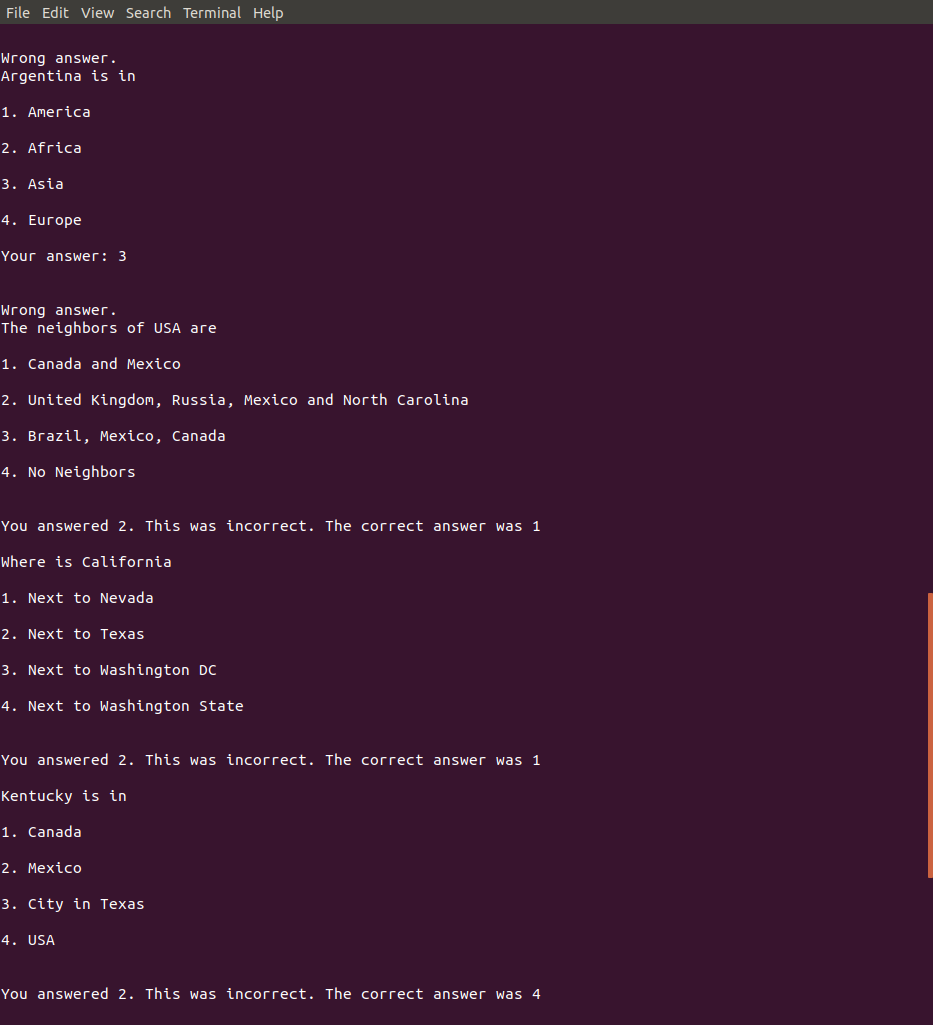 File Edit View Search Terminal Help
Wrong answer.
Argentina is in
1. America
2. Africa
3. Asia
4. Europe
Your answer: 3
Wrong answer.
The neighbors of USA are
1. Canada and Mexico
2. United Kingdom, Russia, Mexico and North Carolina
3. Brazil, Mexico, Canada
4. No Neighbors
You answered 2. This was incorrect. The correct answer was 1
Where is California
1. Next to Nevada
2. Next to Texas
3. Next to Washington DC
4. Next to Washington State
You answered 2. This was incorrect. The correct answer was 1
Kentucky is in
1. Canada
2. Mexico
3. City in Texas
4. USA
You answered 2. This was incorrect. The correct answer was 4